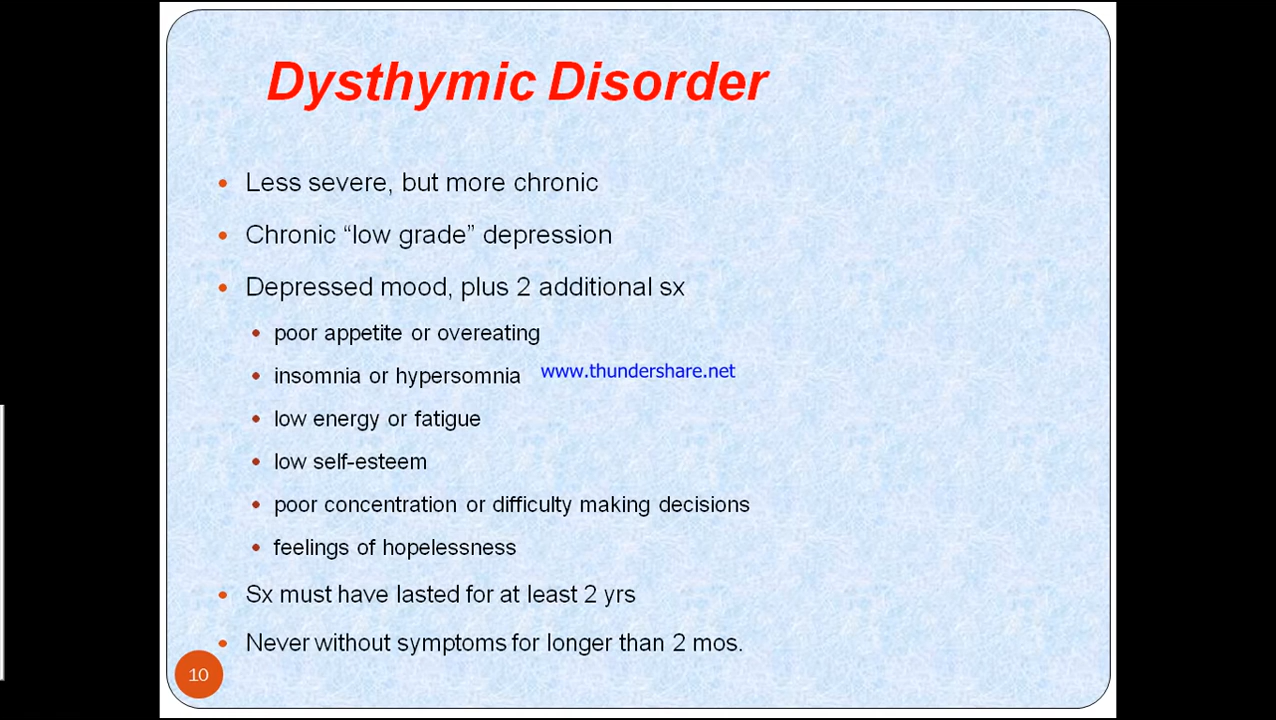 Dysthymic Disorder
• Less severe, but more chronic
• Chronic “low grade” depression
• Depressed mood, plus 2 additional sx
• poor appetite or overeating
• insomnia or hypersomnia
www.thundershare.net
• low energy or fatigue
• low self-esteem
• poor concentration or difficulty making decisions
• feelings of hopelessness
• Sx must have lasted for at least 2 yrs
• Never without symptoms for longer than 2 mos.
10